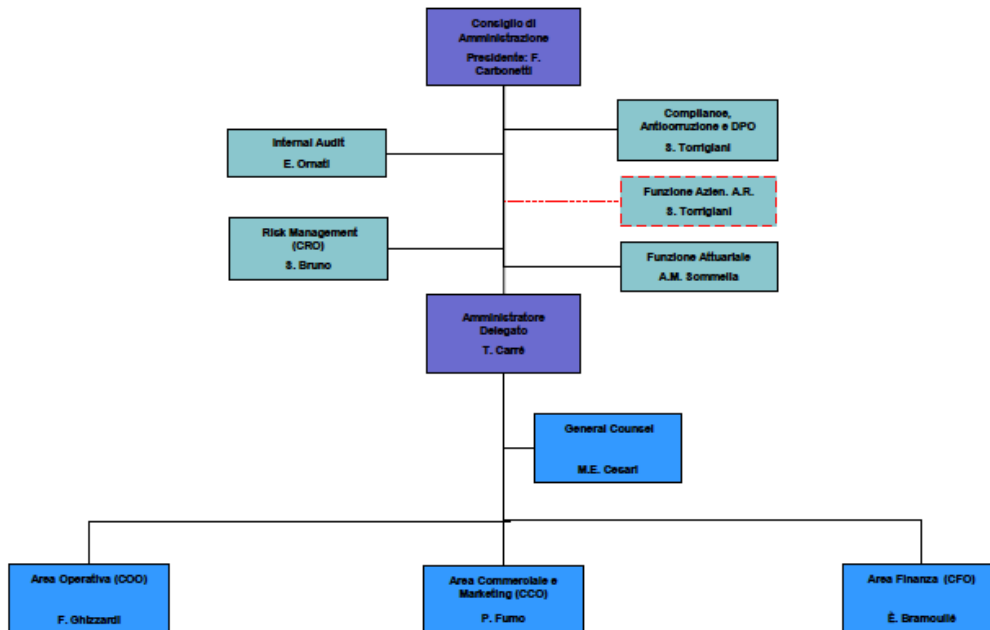 Consiglio di
Amministrazione
Presidente: F.
Carbonetti
Compliance,
Anticorruzione e DPO
S. Torrigiani
Internal Audit
E. Ornati
Funzione Azien. A.R.
S. Torrigiani
Risk Management
(CRO)
S. Bruno
Funzione Attuariale
A.M. Sommella
Amministratore
Delegato
T. Carré
General Counsel
M.E. Cesari
Area Operativa (COO)
F. Ghizzardi
Area Commerciale e
Marketing (CCO)
P. Fumo
Area Finanza (CFO)
È. Bramoullé